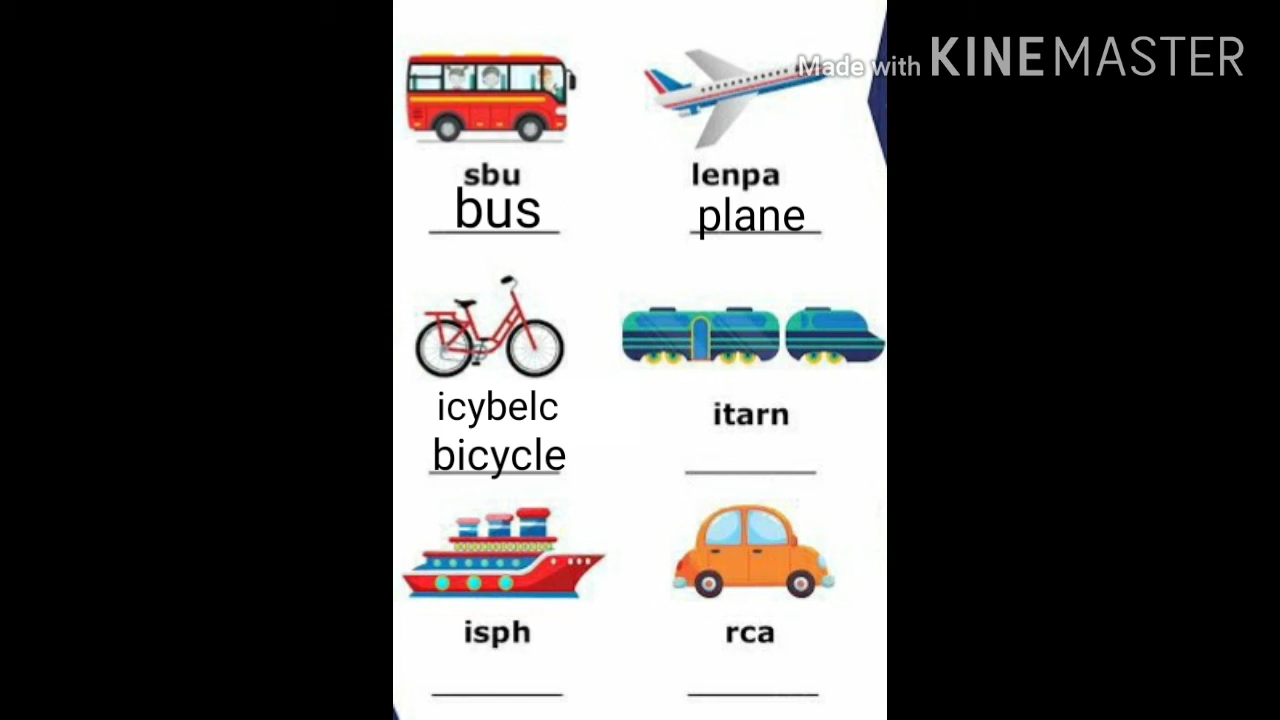 Made with KINEMASTER
sbu
bus
lenpa
plane
icybelc
bicycle
itarn
isph
rca